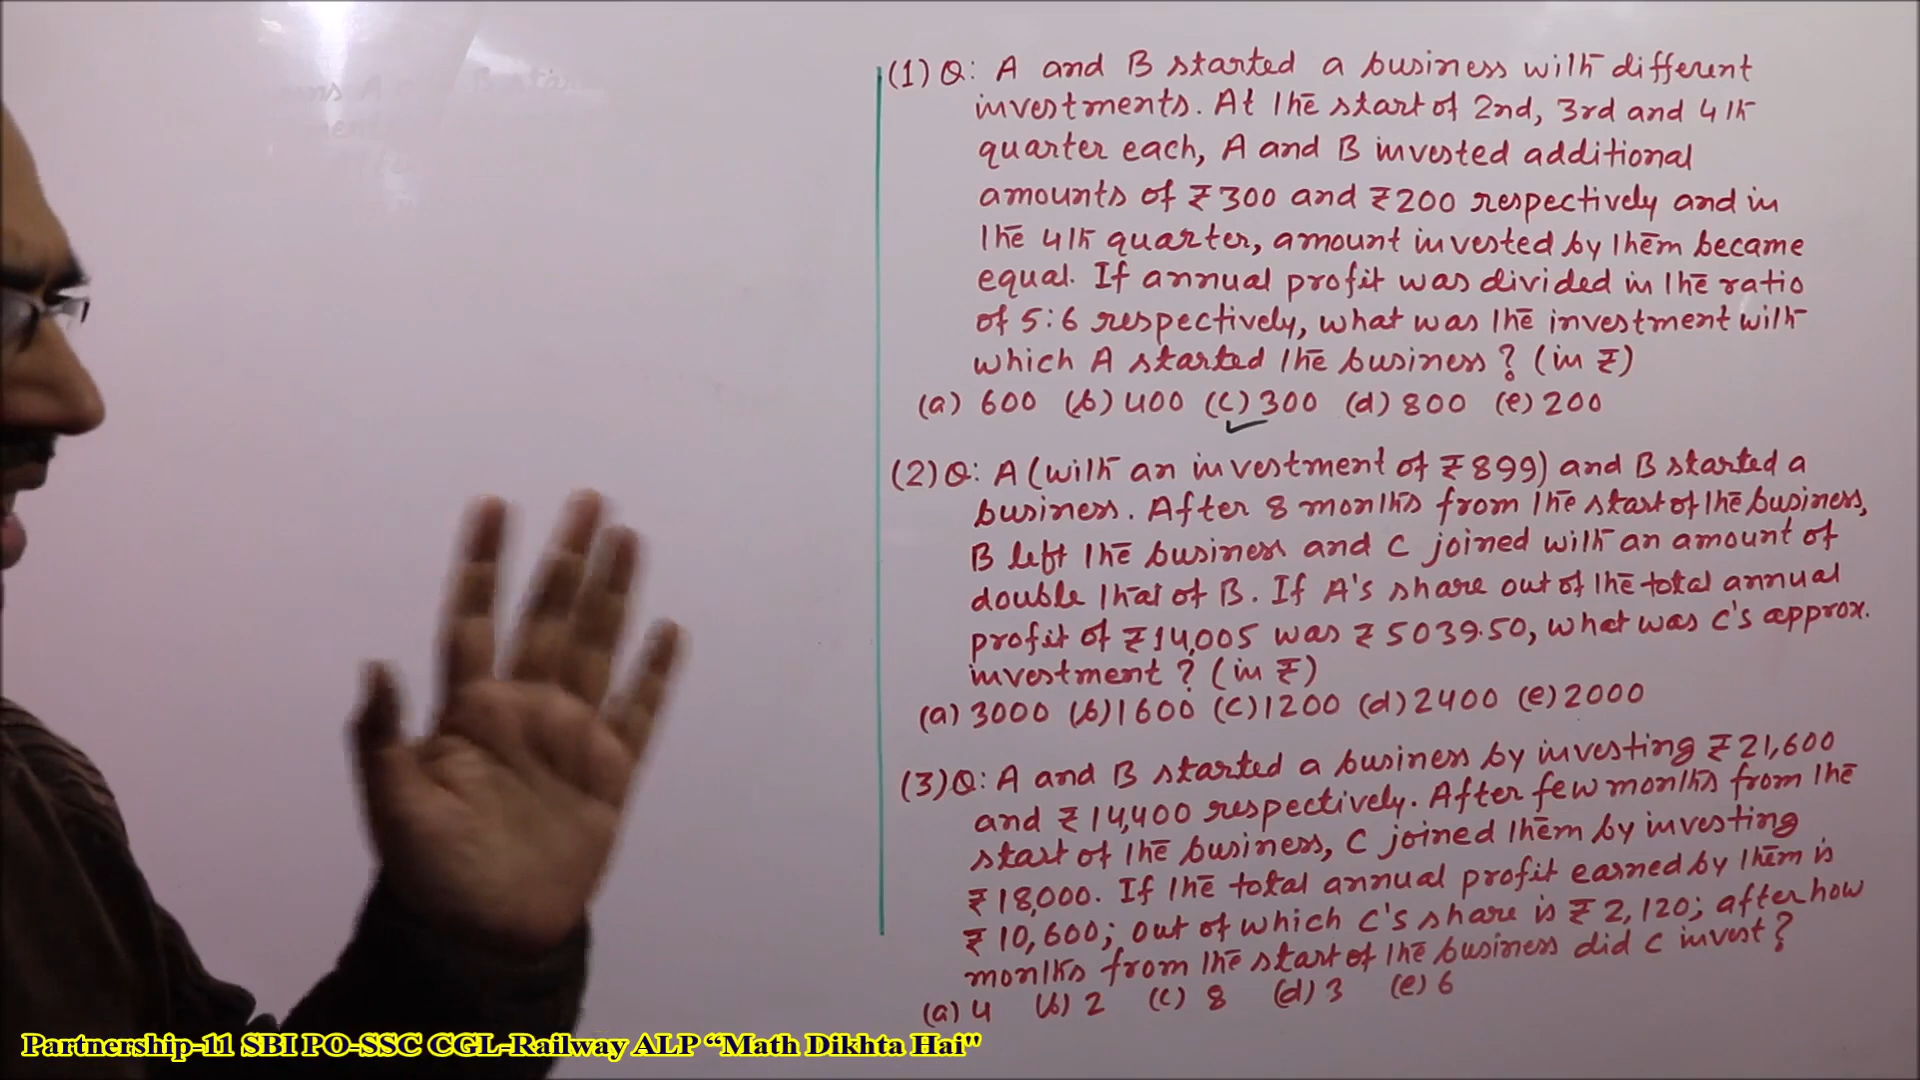 (1) Q: A and B started a business with different
investments. At the start of 2nd, 3rd and 4th
quarter each, A and B invested additional
amounts of ₹300 and ₹200 respectively and in
the 4th quarter, amount invested by them became
equal. If annual profit was divided in the ratio
of 5:6 respectively, what was the investment with
which A started the business? (in ₹)
(a) 600 (b) 400 (c) 300 (d) 800 (e) 200
(2) Q: A (with an investment of ₹899) and B started a
business. After 8 months from the start of the business,
B left the business and C joined with an amount of
double that of B. If A's share out of the total annual
profit of ₹14,005 was ₹5039.50, what was C's approx.
investment? (in ₹)
(a) 3000 (b) 1600 (c) 1200 (d) 2400 (e) 2000
(3) Q: A and B started a business by investing ₹21,600
and ₹14,400 respectively. After few months from the
start of the business, C joined them by investing
₹18,000. If the total annual profit earned by them is
₹10,600; out of which C's share is ₹2,120; after how
months from the start of the business did C invest?
(a) 4 (b) 2 (c) 8 (d) 3 (e) 6
Partnership-11 SBI PO-SSC CGL-Railway ALP “Math Dikhta Hai"